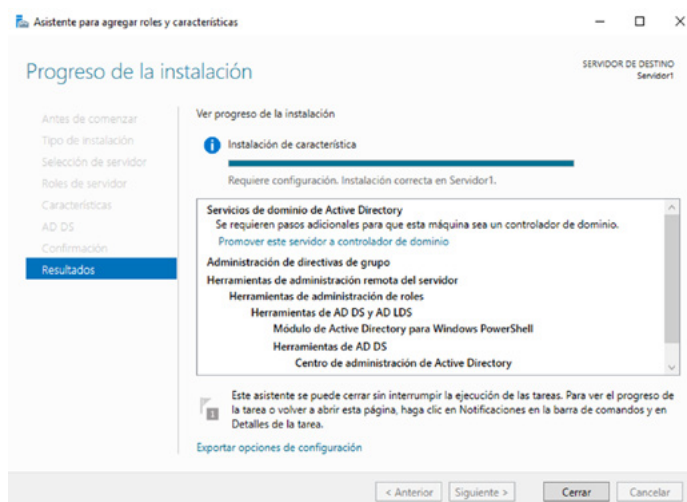 Asistente para agregar roles y características
Progreso de la instalación
SERVIDOR DE DESTINO
Servidor1
Antes de comenzar
Tipo de instalación
Selección de servidor
Roles de servidor
Características
AD DS
Confirmación
Resultados
Ver progreso de la instalación
Instalación de característica
Requiere configuración. Instalación correcta en Servidor1.
Servicios de dominio de Active Directory
Se requieren pasos adicionales para que esta máquina sea un controlador de dominio.
Promover este servidor a controlador de dominio
Administración de directivas de grupo
Herramientas de administración remota del servidor
Herramientas de administración de roles
Herramientas de AD DS y AD LDS
Módulo de Active Directory para Windows PowerShell
Herramientas de AD DS
Centro de administración de Active Directory
1
Este asistente se puede cerrar sin interrumpir la ejecución de las tareas. Para ver el progreso de
la tarea o volver a abrir esta página, haga clic en Notificaciones en la barra de comandos y en
Detalles de la tarea.
Exportar opciones de configuración
< Anterior
Siguiente >
Cerrar
Cancelar